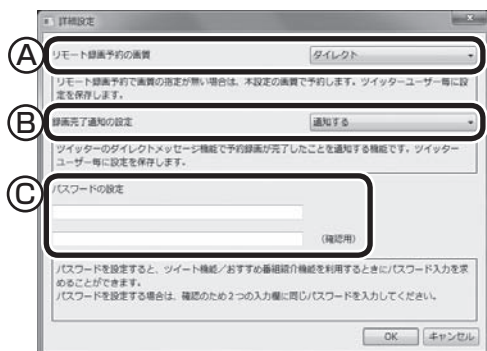 詳細設定
Ⓐ
リモート録画予約の画質
ダイレクト
リモート録画予約で画質の指定が無い場合は、本設定の画質で予約します。ツイッターユーザー毎に設
定を保存します。
Ⓑ
録画完了通知の設定
通知する
ツイッターのダイレクトメッセージ機能で予約録画が完了したことを通知する機能です。ツイッター
ユーザー毎に設定を保存します。
Ⓒ
パスワードの設定
(確認用)
パスワードを設定すると、ツイート機能／おすすめ番組紹介機能を利用するときにパスワード入力を求
めることができます。
パスワードを設定する場合は、確認のため2つの入力欄に同じパスワードを入力してください。
OK
キャンセル